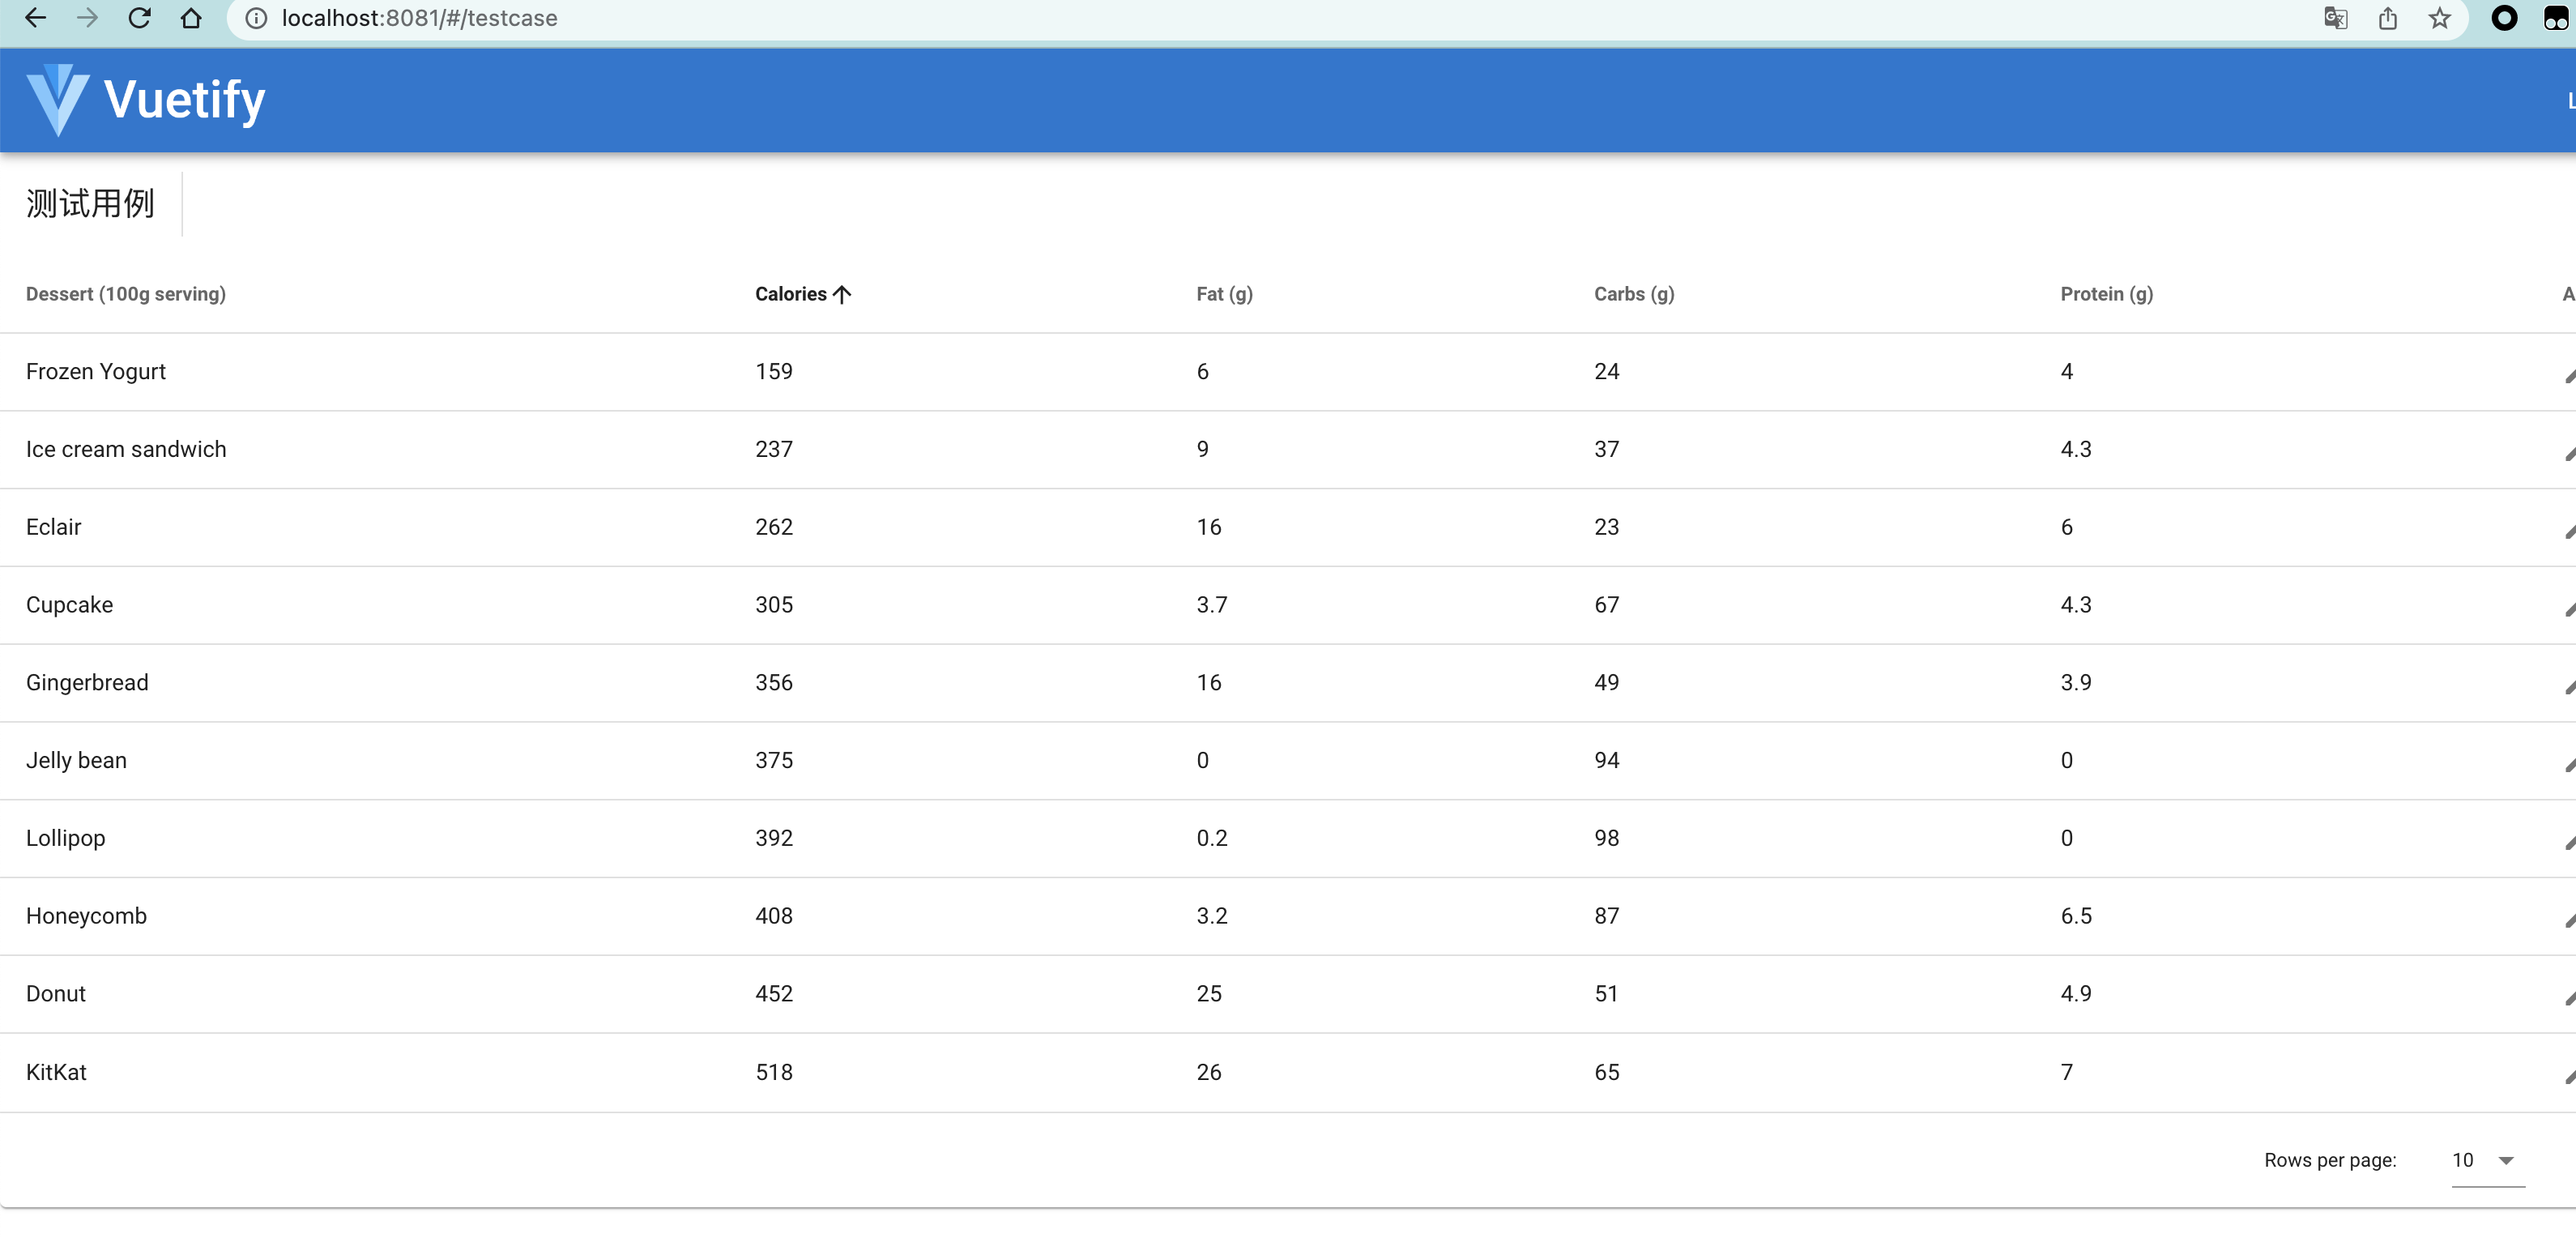 localhost:8081/#/testcase
Vuetify
测试用例
Dessert (100g serving) Calories Fat (g) Carbs (g) Protein (g)
Frozen Yogurt 159 6 24 4
Ice cream sandwich 237 9 37 4.3
Eclair 262 16 23 6
Cupcake 305 3.7 67 4.3
Gingerbread 356 16 49 3.9
Jelly bean 375 0 94 0
Lollipop 392 0.2 98 0
Honeycomb 408 3.2 87 6.5
Donut 452 25 51 4.9
KitKat 518 26 65 7
Rows per page: 10